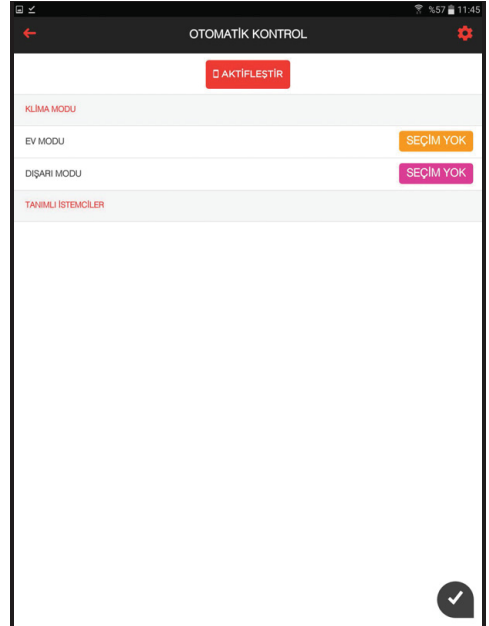 %57 11:45
OTOMATİK KONTROL
AKTİFLEŞTİR
KLİMA MODU
EV MODU SEÇİM YOK
DIŞARI MODU SEÇİM YOK
TANIMLI İSTEMCİLER